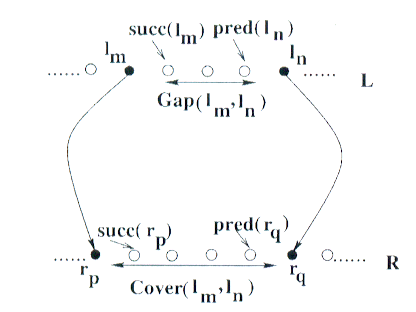 succ(l_m) pred(l_n)
l_m l_n
...... ...... L
Gap(l_m,l_n)
succ( r_p) pred(r_q)
...... ...... R
r_p r_q
Cover(l_m,l_n)